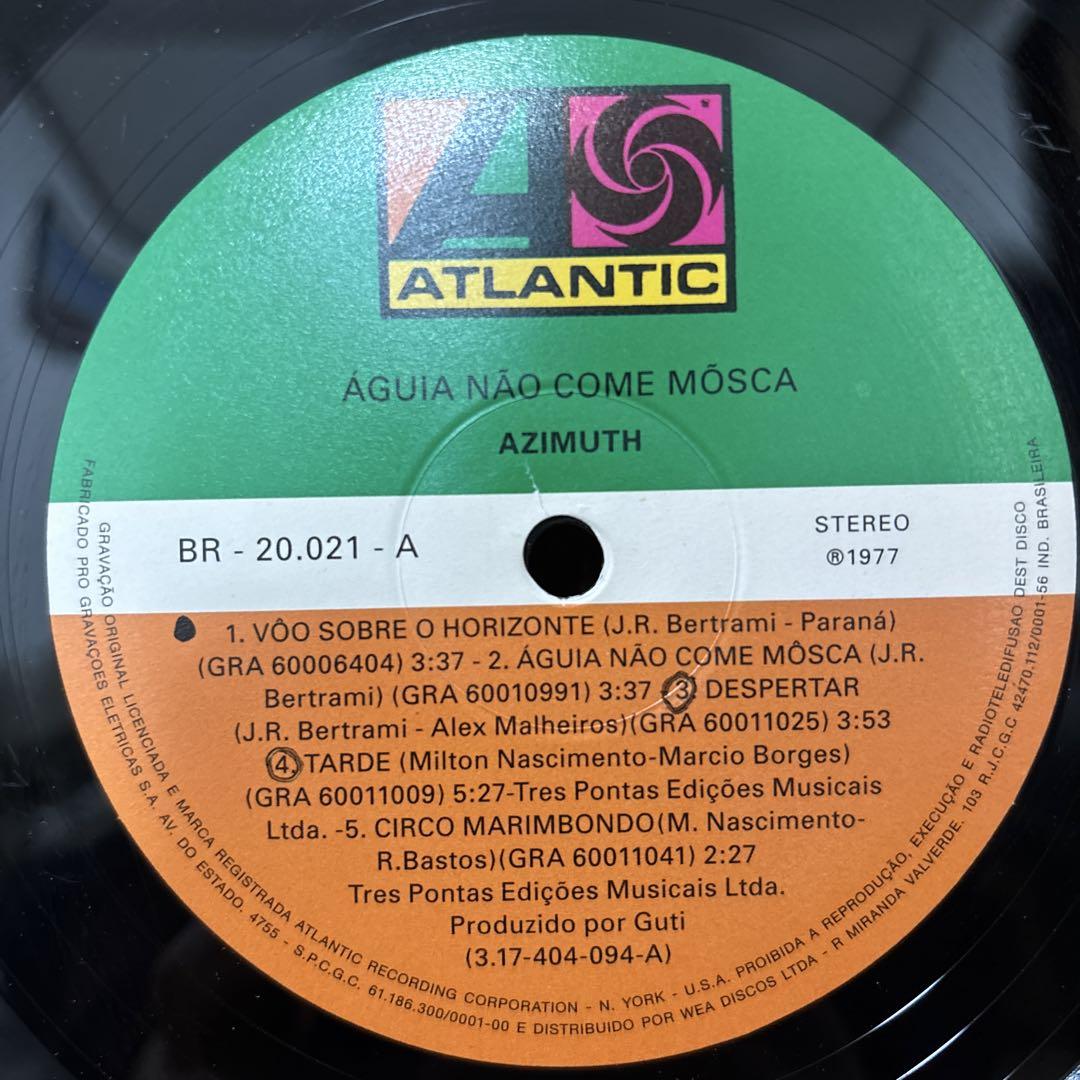 ATLANTIC
ÁGUIA NÃO COME MÕSCA
AZIMUTH
BR - 20.021 - A
STEREO
®1977
1. VÔO SOBRE O HORIZONTE (J.R. Bertrami - Paraná)
(GRA 60006404) 3:37 - 2. ÁGUIA NÃO COME MÔSCA (J.R.
Bertrami) (GRA 60010991) 3:37 3 DESPERTAR
(J.R. Bertrami - Alex Malheiros)(GRA 60011025) 3:53
4. TARDE (Milton Nascimento-Marcio Borges)
(GRA 60011009) 5:27-Tres Pontas Edições Musicais
Ltda. -5. CIRCO MARIMBONDO(M. Nascimento-
R.Bastos)(GRA 60011041) 2:27
Tres Pontas Edições Musicais Ltda.
Produzido por Guti
(3.17-404-094-A)
GRAVAÇÃO ORIGINAL LICENCIADA E MARCA REGISTRADA ATLANTIC RECORDING CORPORATION - N. YORK - U.S.A. PROIBIDA A REPRODUÇÃO, EXECUÇÃO E RADIOTELEDIFUSAO DEST DISCO
FABRICADO PRO GRAVAÇOES ELETRICAS S.A. AV. DO ESTADO. 4755 - S.P.C.G.C. 61.186.300/0001-00 E DISTRIBUIDO POR WEA DISCOS LTDA - R MIRANDA VALVERDE. 103 R.J.C.G.C 42470.112/0001-56 IND. BRASILEIRA